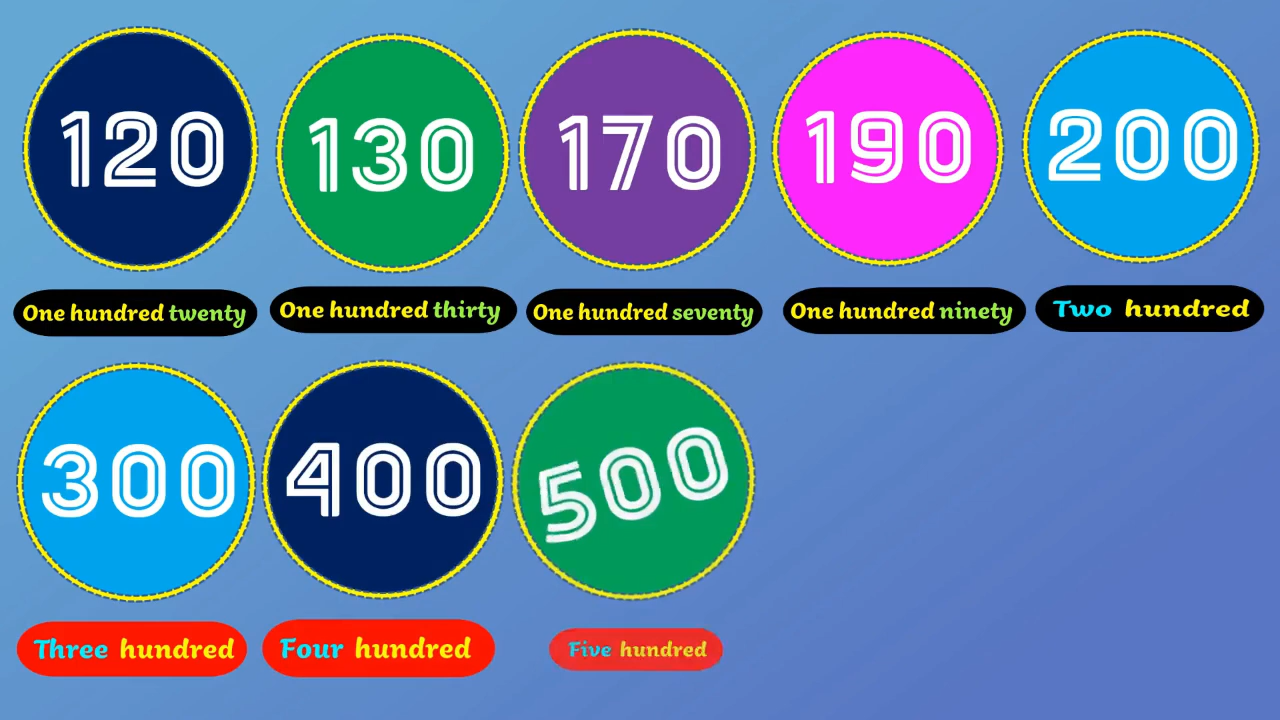 120 130 170 190 200
One hundred twenty One hundred thirty One hundred seventy One hundred ninety Two hundred
300 400 500
Three hundred Four hundred Five hundred